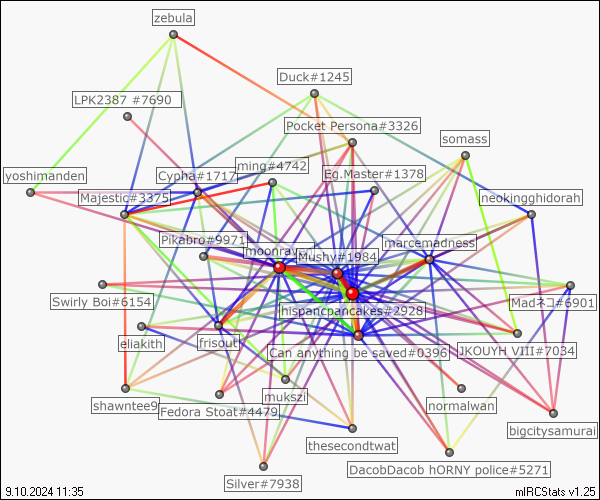 zebula
Duck#1245
LPK2387 #7690
Pocket Persona#3326
somass
ming#4742
yoshimanden
Cypha#1717
Eg.Master#1378
Majestic#3375
neokingghidorah
Pikabro#9971
marcemadness
moonray
Mushy#1984
Swirly Boi#6154
Madネコ#6901
hispancpancakes#2928
eliakith
frisout
Can anything be saved#0396
JKOUYH VIII#7034
mukszi
shawntee9
Fedora Stoat#4479
normalwan
bigcitysamurai
thesecondtwat
DacobDacob hORNY police#5271
Silver#7938
9.10.2024 11:35
mIRCStats v1.25